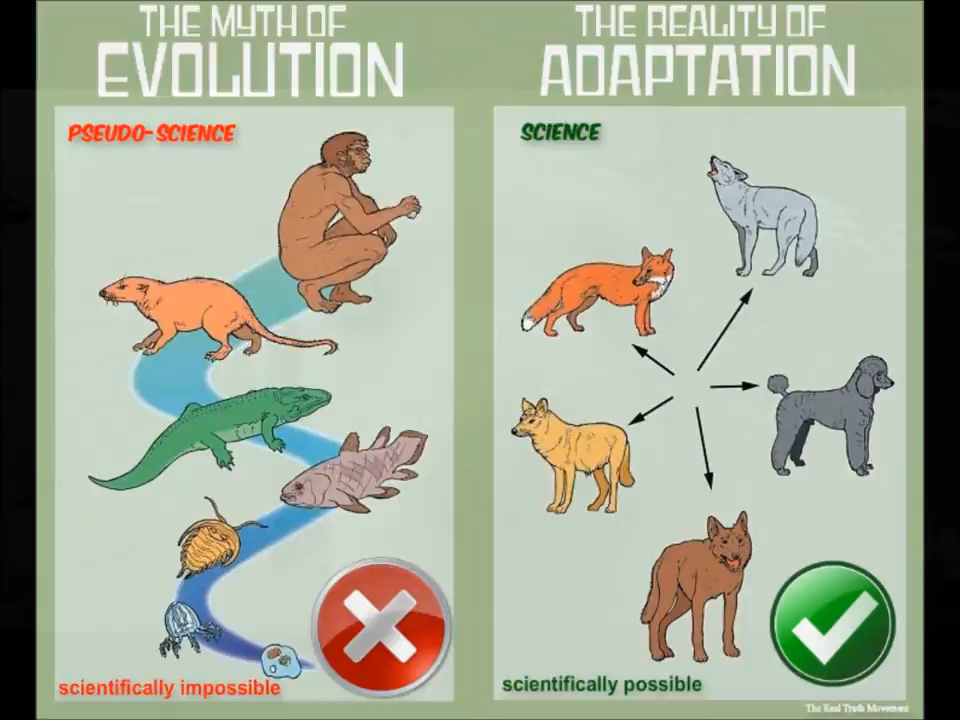 THE MYTH OF
EVOLUTION
PSEUDO-SCIENCE
scientifically impossible
THE REALITY OF
ADAPTATION
SCIENCE
scientifically possible
The Real Truth Movement